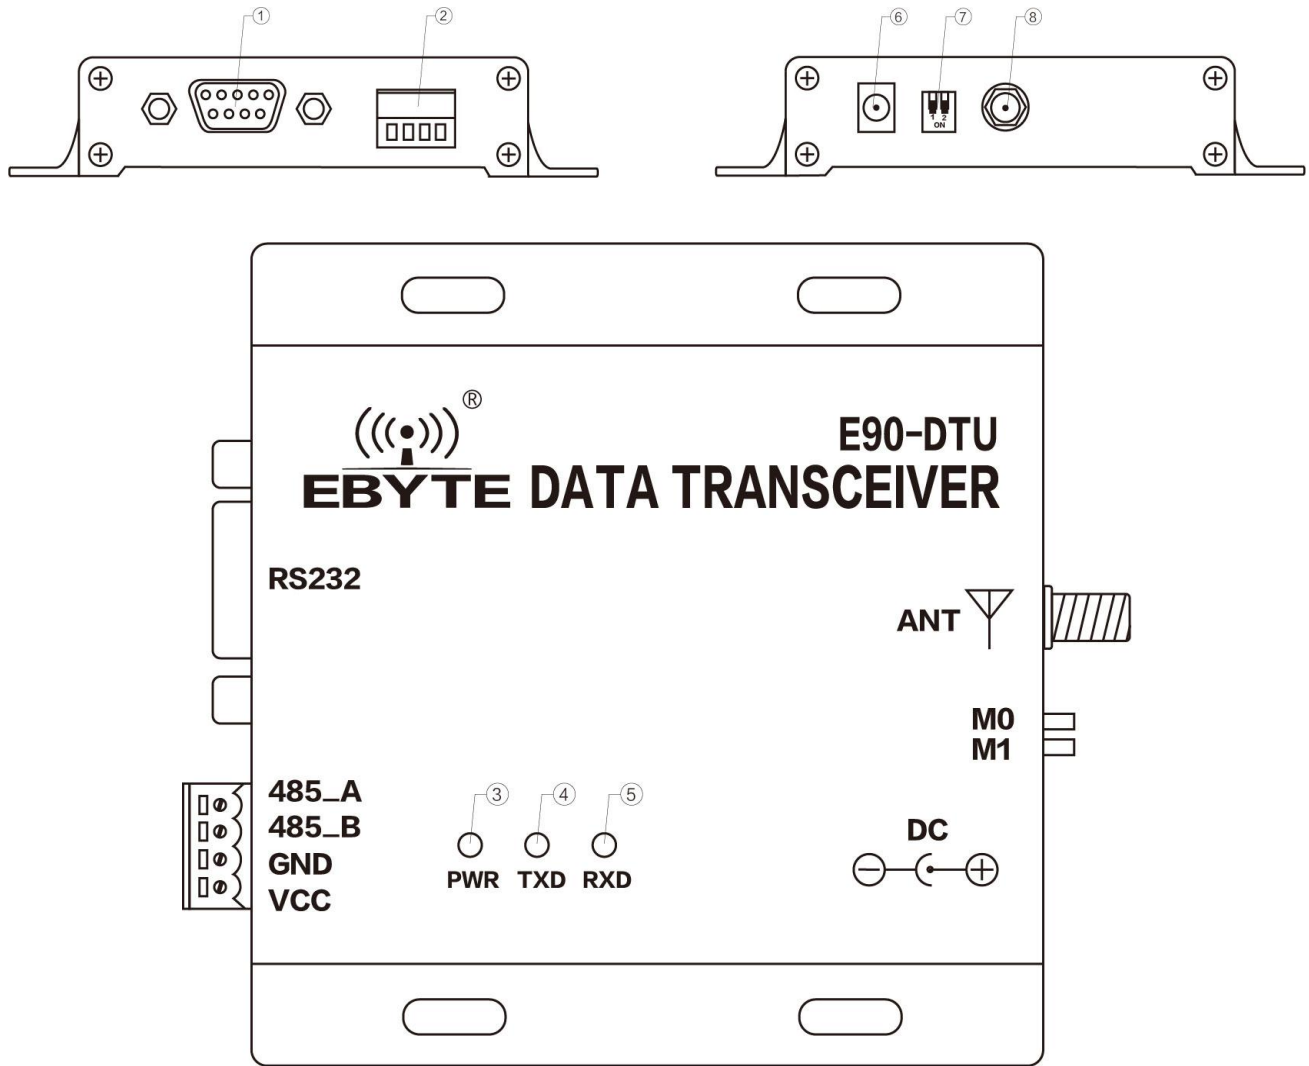 ① ② ⑥ ⑦ ⑧
1 2
ON
®
E90-DTU
EBYTE DATA TRANSCEIVER
RS232
ANT
M0
M1
485_A
485_B
GND
VCC
③ ④ ⑤
PWR TXD RXD
DC